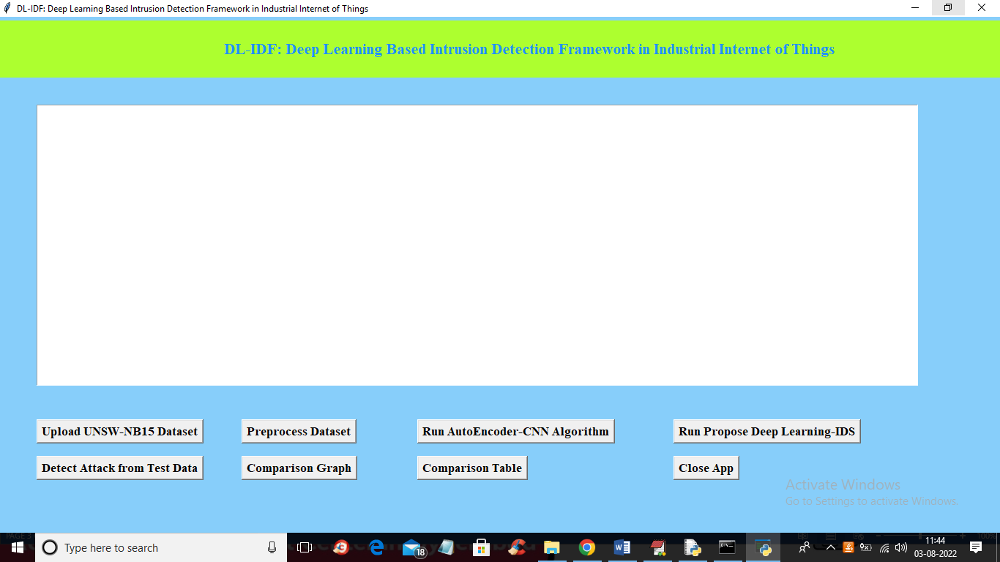 DL-IDF: Deep Learning Based Intrusion Detection Framework in Industrial Internet of Things
DL-IDF: Deep Learning Based Intrusion Detection Framework in Industrial Internet of Things
Upload UNSW-NB15 Dataset
Preprocess Dataset
Run AutoEncoder-CNN Algorithm
Run Propose Deep Learning-IDS
Detect Attack from Test Data
Comparison Graph
Comparison Table
Close App
Activate Windows
Go to Settings to activate Windows.
Type here to search
18
11:44
03-08-2022
100%